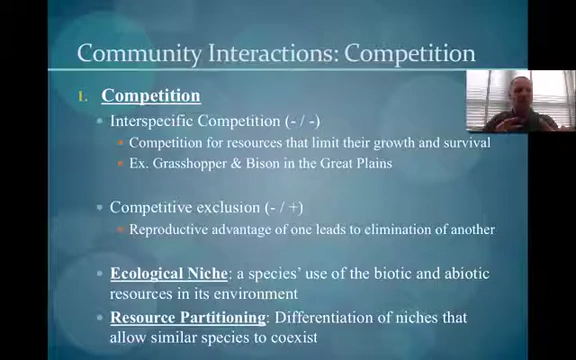 Community Interactions: Competition
I. Competition
• Interspecific Competition (- / -)
Competition for resources that limit their growth and survival
Ex. Grasshopper & Bison in the Great Plains
• Competitive exclusion (- / +)
Reproductive advantage of one leads to elimination of another
• Ecological Niche: a species' use of the biotic and abiotic
resources in its environment
• Resource Partitioning: Differentiation of niches that
allow similar species to coexist